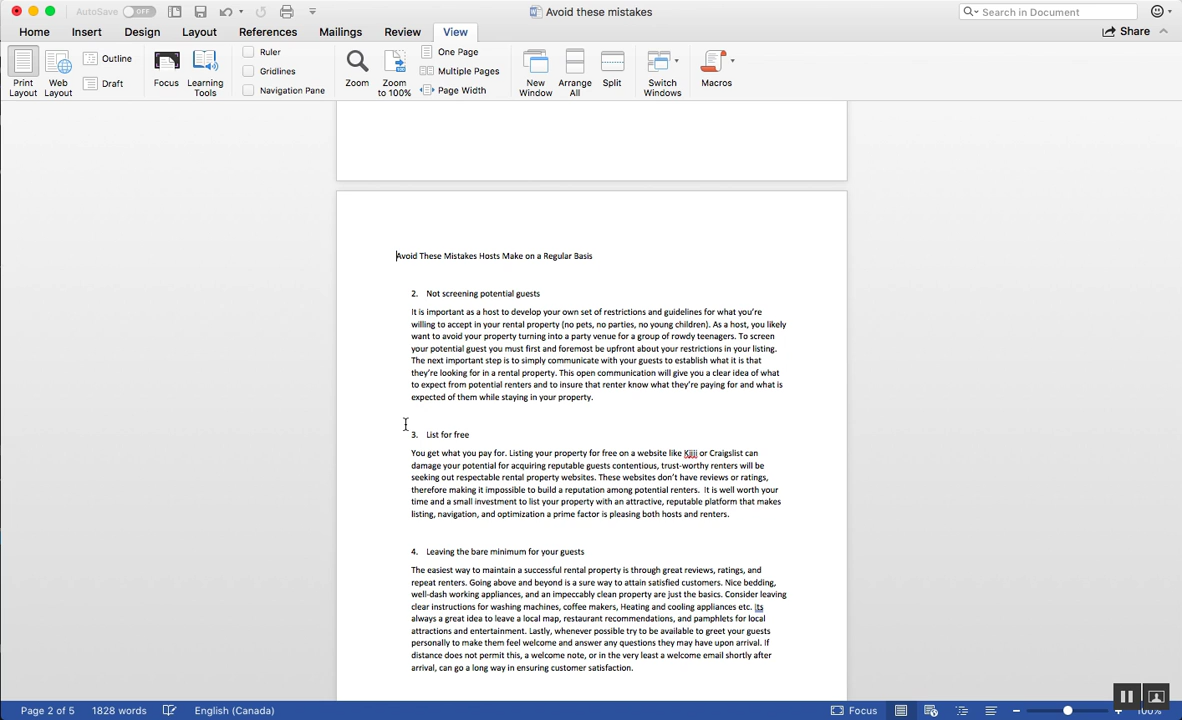 AutoSave OFF
Avoid these mistakes
Search in Document
Home Insert Design Layout References Mailings Review View
Share
Print Layout
Web Layout
Outline
Draft
Focus
Learning Tools
Ruler
Gridlines
Navigation Pane
Zoom
Zoom to 100%
One Page
Multiple Pages
Page Width
New Window
Arrange All
Split
Switch Windows
Macros
Avoid These Mistakes Hosts Make on a Regular Basis
2. Not screening potential guests
It is important as a host to develop your own set of restrictions and guidelines for what you're
willing to accept in your rental property (no pets, no parties, no young children). As a host, you likely
want to avoid your property turning into a party venue for a group of rowdy teenagers. To screen
your potential guest you must first and foremost be upfront about your restrictions in your listing.
The next important step is to simply communicate with your guests to establish what it is that
they're looking for in a rental property. This open communication will give you a clear idea of what
to expect from potential renters and to insure that renter know what they're paying for and what is
expected of them while staying in your property.
3. List for free
You get what you pay for. Listing your property for free on a website like Kijiji or Craigslist can
damage your potential for acquiring reputable guests contentious, trust-worthy renters will be
seeking out respectable rental property websites. These websites don't have reviews or ratings,
therefore making it impossible to build a reputation among potential renters. It is well worth your
time and a small investment to list your property with an attractive, reputable platform that makes
listing, navigation, and optimization a prime factor is pleasing both hosts and renters.
4. Leaving the bare minimum for your guests
The easiest way to maintain a successful rental property is through great reviews, ratings, and
repeat renters. Going above and beyond is a sure way to attain satisfied customers. Nice bedding,
well-dash working appliances, and an impeccably clean property are just the basics. Consider leaving
clear instructions for washing machines, coffee makers, Heating and cooling appliances etc. Its
always a great idea to leave a local map, restaurant recommendations, and pamphlets for local
attractions and entertainment. Lastly, whenever possible try to be available to greet your guests
personally to make them feel welcome and answer any questions they may have upon arrival. If
distance does not permit this, a welcome note, or in the very least a welcome email shortly after
arrival, can go a long way in ensuring customer satisfaction.
Page 2 of 5 1828 words English (Canada) Focus 100%